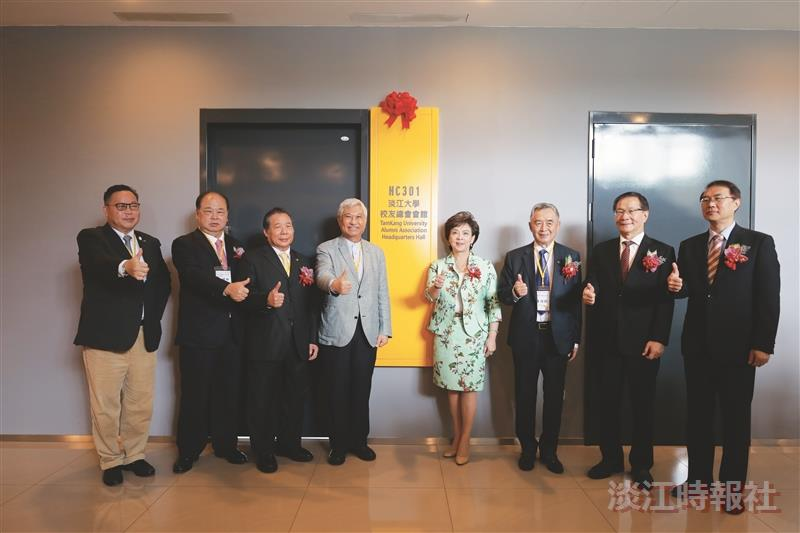 HC301
淡江大學
校友總會會館
TamKang University
Alumni Association
Headquarters Hall
淡江時報社